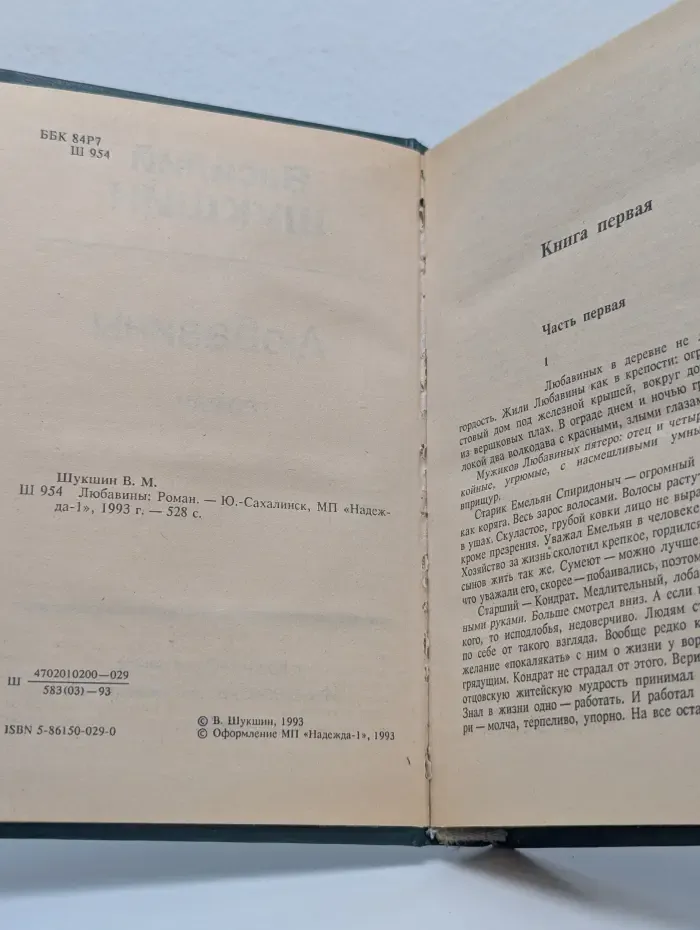 ББК 84Р7
Ш 954
Шукшин В. М.
Ш 954 Любавины: Роман. — Ю.-Сахалинск, МП «Надеж-
да-1», 1993 г. — 528 с.
Ш 4702010200—029
583(03)—93
ISBN 5-86150-029-0
© В. Шукшин, 1993
© Оформление МП «Надежда-1», 1993
Книга первая
Часть первая
1
Любавиных в деревне не
гордость. Жили Любавины как в крепости: огр
стовый дом под железной крышей, вокруг до
из вершковых плах. В ограде днем и ночью гр
локой два волкодава с красными, злыми глазам
Мужиков Любавиных пятеро: отец и четыр
койные, угрюмые, с насмешливыми умны
вприщур.
Старик Емельян Спиридоныч — огромный
как коряга. Весь зарос волосами. Волосы расту
в ушах. Скуластое, грубой ковки лицо не выра
кроме презрения. Уважал Емельян в человеке
Хозяйство за жизнь сколотил крепкое, гордился
сынов жить так же. Сумеют — можно лучше.
что уважали его, скорее — побаивались, поэтом
Старший — Кондрат. Медлительный, лоба
ными руками. Больше смотрел вниз. А если в
кого, то исподлобья, недоверчиво. Людям с
по себе от такого взгляда. Вообще редко к
желание «покалякать» с ним о жизни у вор
грядущим. Кондрат не страдал от этого. Вери
отцовскую житейскую мудрость принимал
Знал в жизни одно — работать. И работал
ри — молча, терпеливо, упорно. На все оста